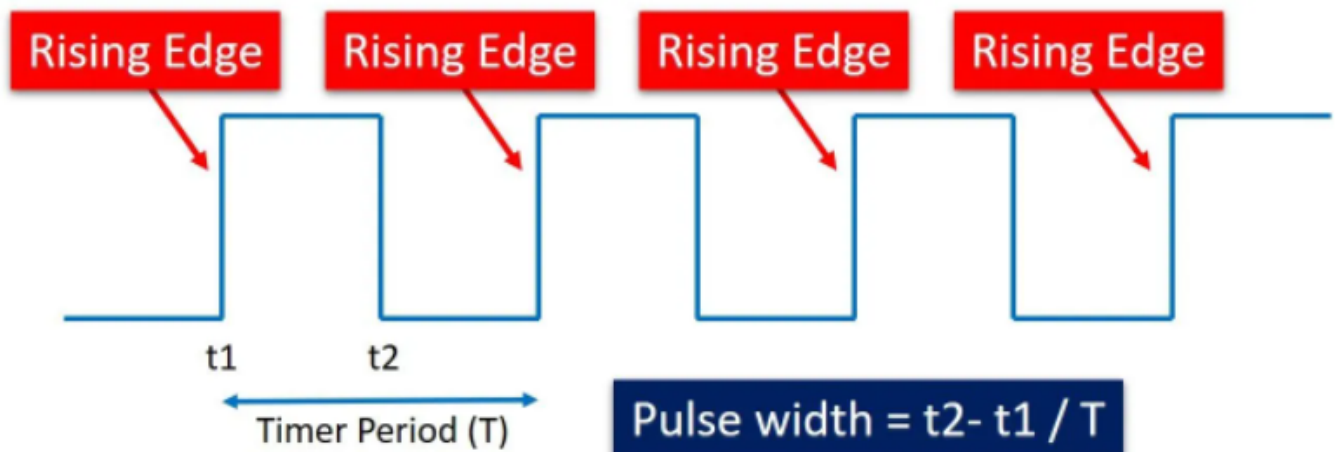 Rising Edge
Rising Edge
Rising Edge
Rising Edge
t1
t2
Timer Period (T)
Pulse width = t2- t1 / T